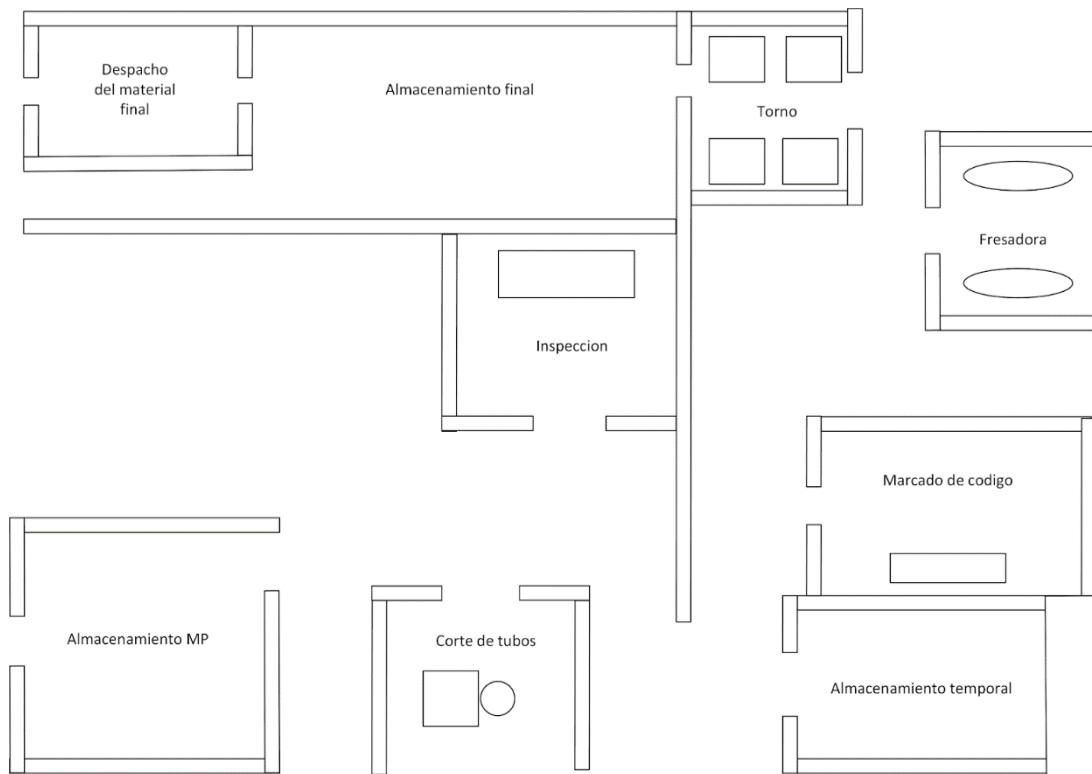 Despacho
del material
final
Almacenamiento final
Torno
Fresadora
Inspeccion
Marcado de codigo
Almacenamiento MP
Corte de tubos
Almacenamiento temporal